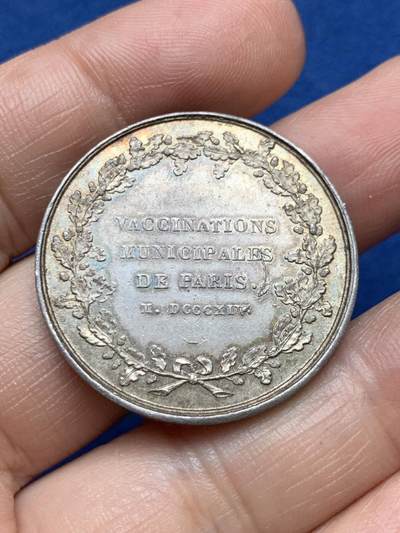 VACCINATIONS
MUNICIPALES
DE PARIS.
M. DCCCXIV.